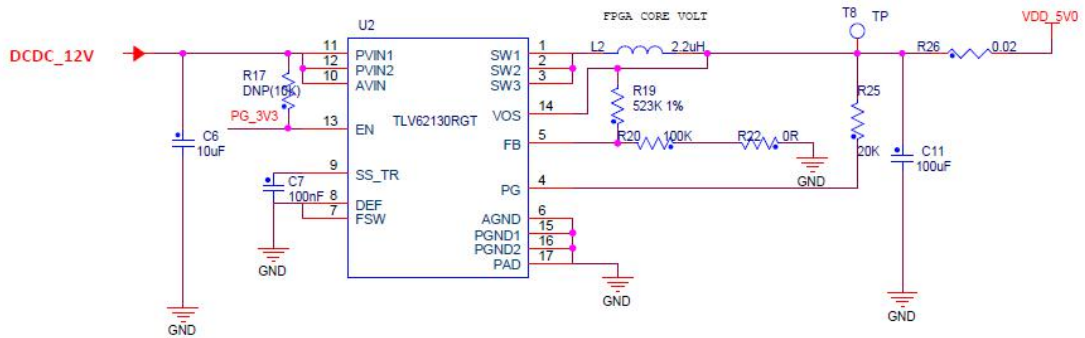 FPGA CORE VOLT
T8
TP
VDD_5V0
U2
DCDC_12V
11
PVIN1
12
PVIN2
10
AVIN
SW1
1
SW2
2
SW3
3
L2
2.2uH
R26
0.02
R17
DNP(10K)
PG_3V3
13
EN
TLV62130RGT
VOS
14
R19
523K 1%
R25
20K
FB
5
R20
100K
R22
0R
GND
C6
10uF
9
SS_TR
C7
100nF
8
DEF
7
FSW
PG
4
C11
100uF
AGND
6
PGND1
15
PGND2
16
PAD
17
GND
GND
GND
GND